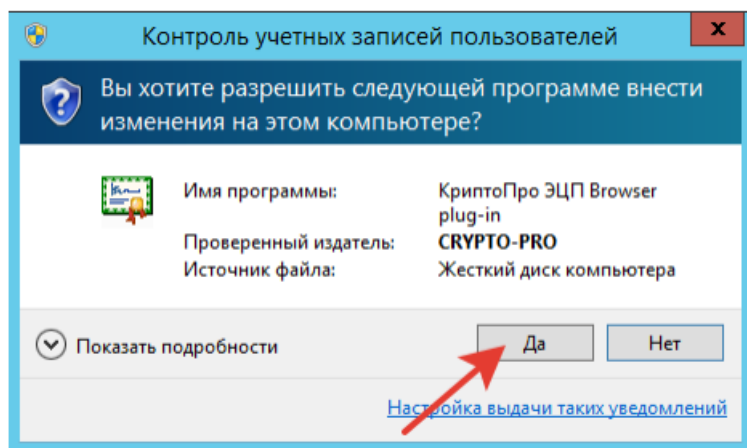 Контроль учетных записей пользователей
x
Вы хотите разрешить следующей программе внести
изменения на этом компьютере?
Имя программы: КриптоПро ЭЦП Browser
plug-in
Проверенный издатель: CRYPTO-PRO
Источник файла: Жесткий диск компьютера
Показать подробности
Да
Нет
Настройка выдачи таких уведомлений